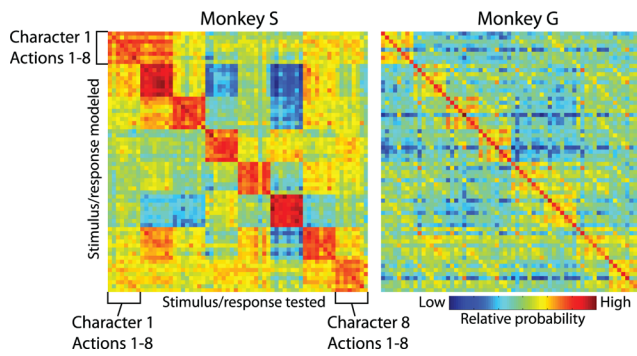 Monkey S
Monkey G
Character 1
Actions 1-8
Stimulus/response modeled
Stimulus/response tested
Character 1
Actions 1-8
Character 8
Actions 1-8
Low
High
Relative probability